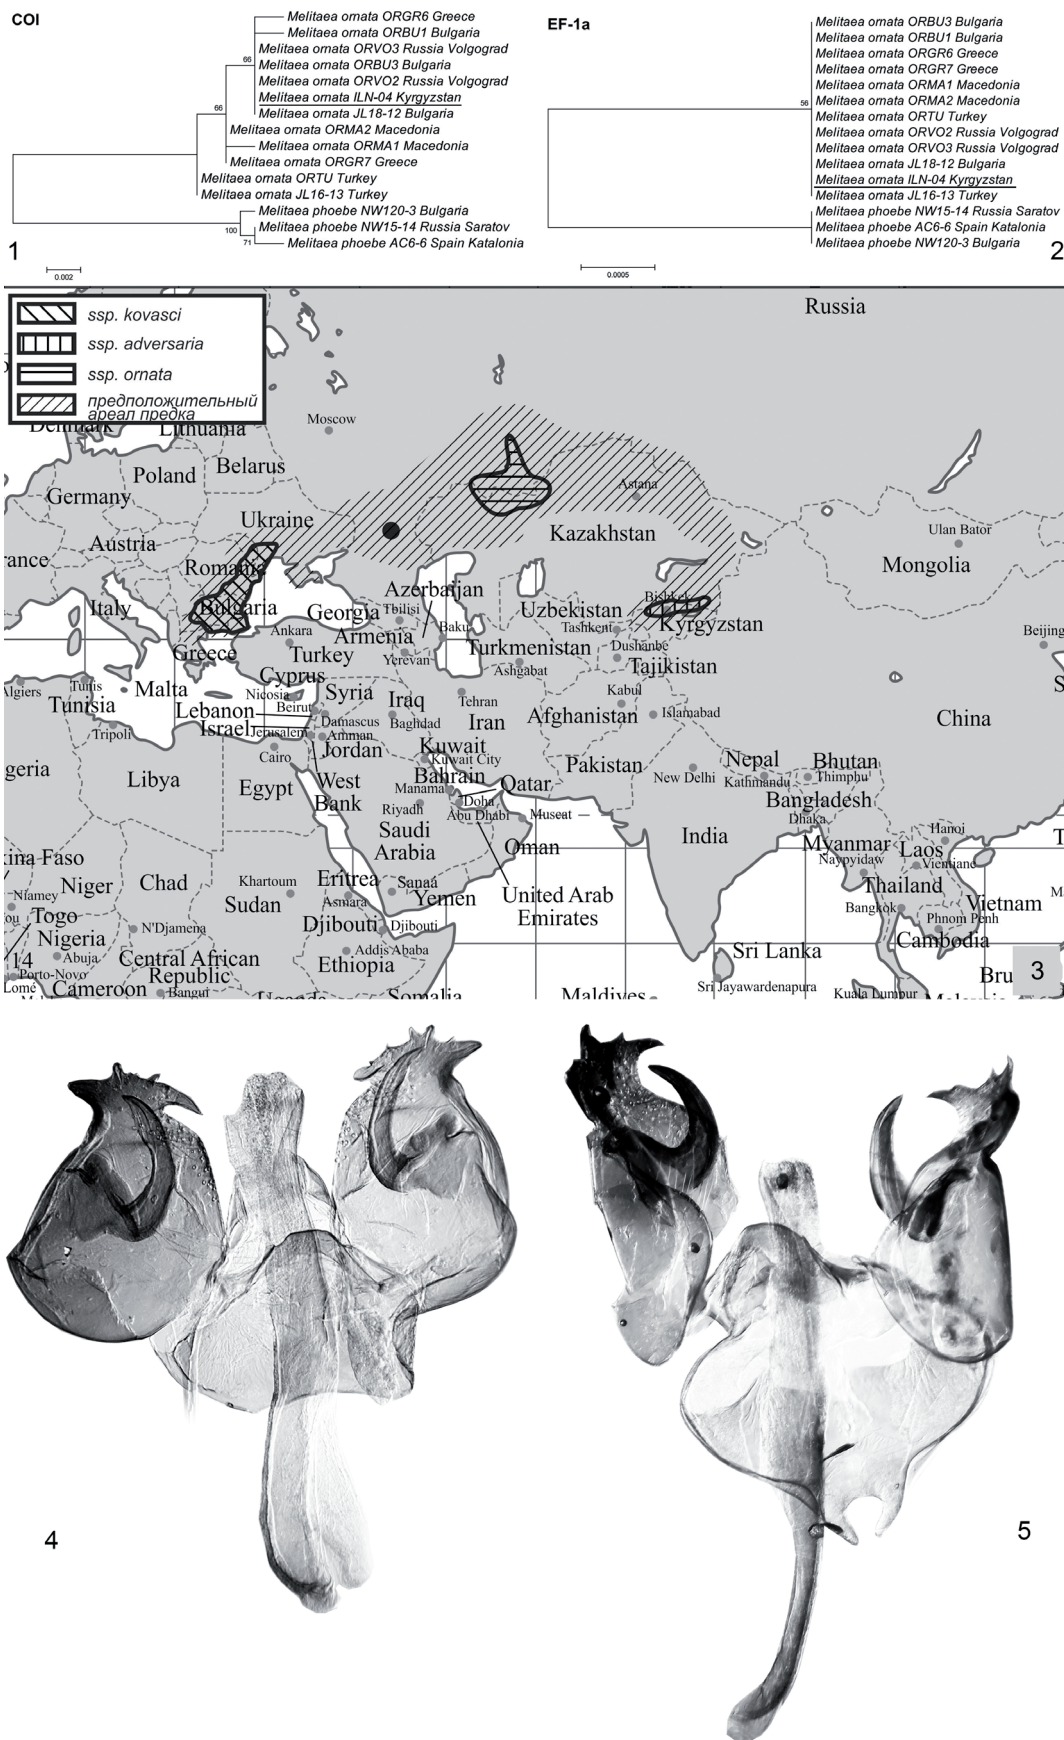 COI
Melitaea ornata ORGR6 Greece
Melitaea ornata ORBU1 Bulgaria
Melitaea ornata ORVO3 Russia Volgograd
66
Melitaea ornata ORBU3 Bulgaria
Melitaea ornata ORVO2 Russia Volgograd
Melitaea ornata ILN-04 Kyrgyzstan
66
Melitaea ornata JL18-12 Bulgaria
Melitaea ornata ORMA2 Macedonia
Melitaea ornata ORMA1 Macedonia
Melitaea ornata ORGR7 Greece
Melitaea ornata ORTU Turkey
Melitaea ornata JL16-13 Turkey
Melitaea phoebe NW120-3 Bulgaria
100
Melitaea phoebe NW15-14 Russia Saratov
71
Melitaea phoebe AC6-6 Spain Katalonia
1
0.002
EF-1a
Melitaea ornata ORBU3 Bulgaria
Melitaea ornata ORBU1 Bulgaria
Melitaea ornata ORGR6 Greece
Melitaea ornata ORGR7 Greece
Melitaea ornata ORMA1 Macedonia
56
Melitaea ornata ORMA2 Macedonia
Melitaea ornata ORTU Turkey
Melitaea ornata ORVO2 Russia Volgograd
Melitaea ornata ORVO3 Russia Volgograd
Melitaea ornata JL18-12 Bulgaria
Melitaea ornata ILN-04 Kyrgyzstan
Melitaea ornata JL16-13 Turkey
Melitaea phoebe NW15-14 Russia Saratov
Melitaea phoebe AC6-6 Spain Katalonia
Melitaea phoebe NW120-3 Bulgaria
2
0.0005
ssp. kovasci
ssp. adversaria
ssp. ornata
предположительный
ареал предка
Russia
Denmark
Lithuania
Moscow
Belarus
Poland
Germany
Ukraine
Austria
rance
Romania
Italy
Bulgaria
Greece
Astana
Kazakhstan
Ulan Bator
Mongolia
Azerbaijan
Georgia
Tbilisi
Armenia
Baku
Yerevan
Ankara
Turkey
Uzbekistan
Tashkent
Bishkek
Kyrgyzstan
Beijing
Turkmenistan
Ashgabat
Dushanbe
Tajikistan
Cyprus
Nicosia
Syria
Beirut
Lebanon
Damascus
Israel
Jerusalem
Amman
Jordan
Iraq
Baghdad
Tehran
Iran
Kabul
Afghanistan
Islamabad
China
S
Algiers
Tunis
Tunisia
Malta
Tripoli
Cairo
Kuwait
Kuwait City
Pakistan
New Delhi
Nepal
Kathmandu
Bhutan
Thimphu
geria
Libya
Egypt
West
Bank
Bahrain
Manama
Qatar
Doha
Abu Dhabi
Riyadh
Saudi
Arabia
Muscat
Oman
India
Bangladesh
Dhaka
Myanmar
Naypyidaw
Hanoi
Laos
Vientiane
T
kina Faso
Niger
Niamey
Chad
Khartoum
Sudan
Eritrea
Asmara
Sanaa
Yemen
United Arab
Emirates
Thailand
Bangkok
Vietnam
Phnom Penh
Cambodia
ou
Togo
Nigeria
Abuja
N'Djamena
Djibouti
Djibouti
Addis Ababa
Ethiopia
Sri Lanka
Sri Jayawardenapura
14
Porto-Novo
Lomé
Central African
Republic
Cameroon
Bangui
Uganda
Somalia
Maldives
Kuala Lumpur
Malaysia
Bru
3
4
5